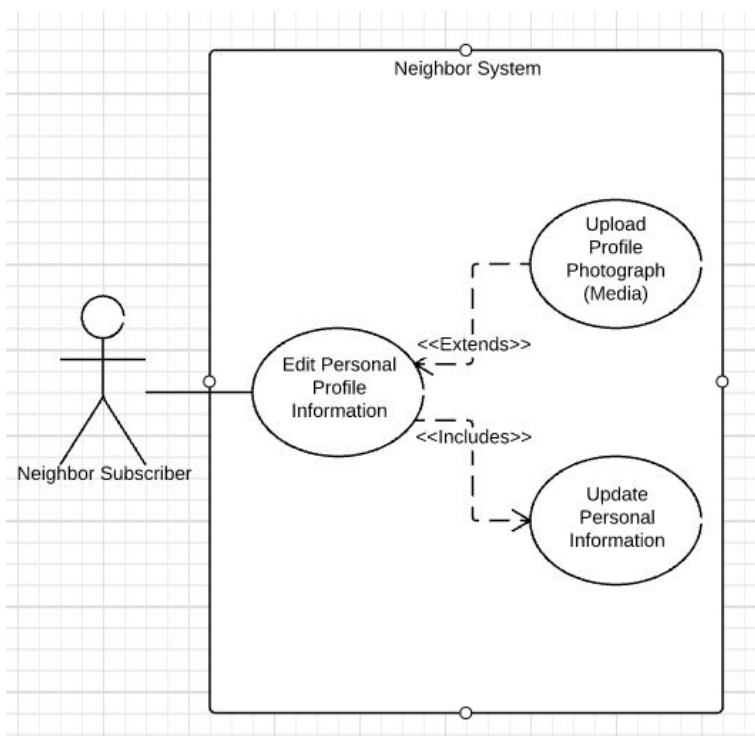 Neighbor System
Upload
Profile
Photograph
(Media)
<<Extends>>
Edit Personal
Profile
Information
<<Includes>>
Neighbor Subscriber
Update
Personal
Information